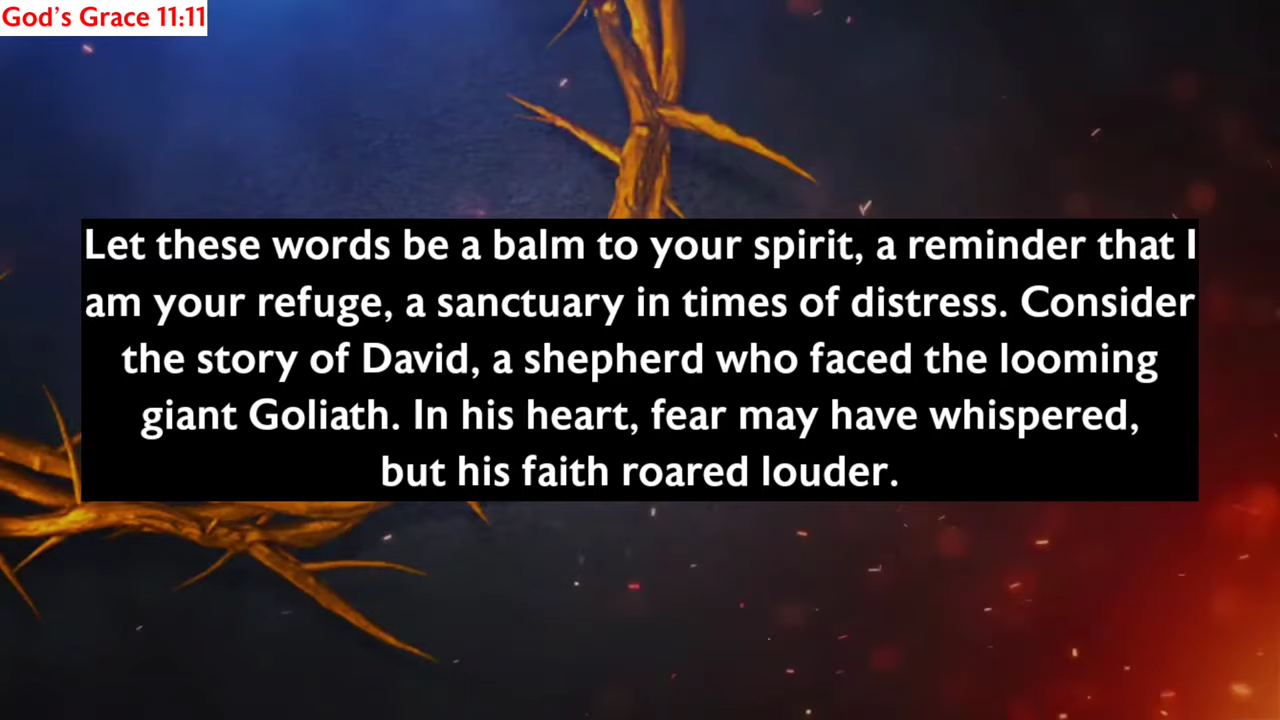 God's Grace 11:11
Let these words be a balm to your spirit, a reminder that I
am your refuge, a sanctuary in times of distress. Consider
the story of David, a shepherd who faced the looming
giant Goliath. In his heart, fear may have whispered,
but his faith roared louder.